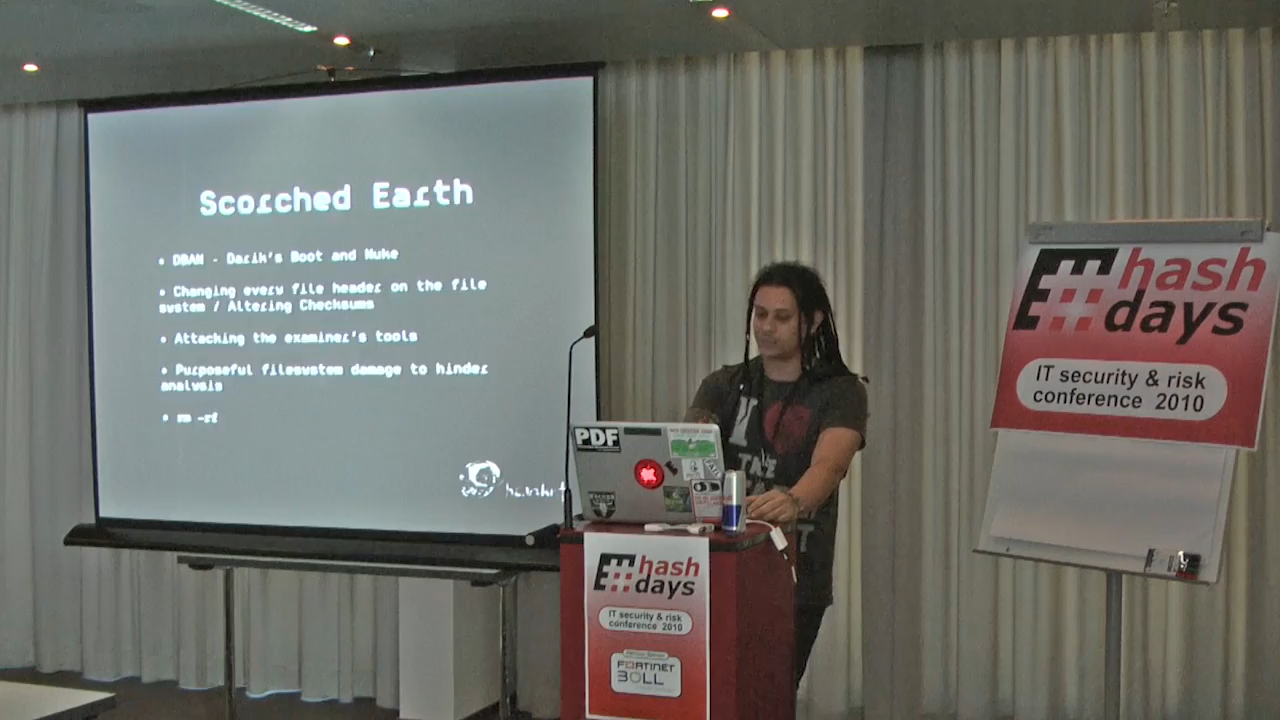 Scorched Earth
• DBAN - Darik's Boot and Nuke
• Changing every file header on the file
system / Altering Checksums
• Attacking the examiner's tools
• Purposeful filesystem damage to hinder
analysis
• rm -rf
hash
days
IT security & risk
conference 2010
PDF
hash
days
IT security & risk
conference 2010
FORTINET
BOLL
I